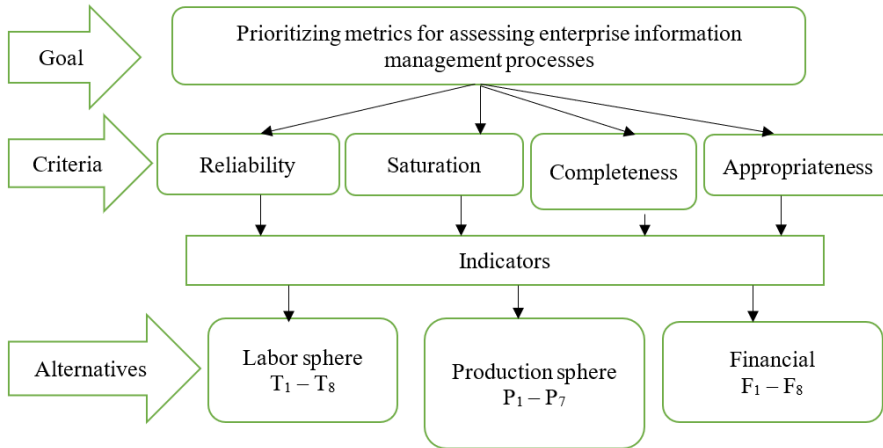 Goal
Prioritizing metrics for assessing enterprise information
management processes
Criteria
Reliability
Saturation
Completeness
Appropriateness
Indicators
Alternatives
Labor sphere
T₁ – T₈
Production sphere
P₁ – P₇
Financial
F₁ – F₈